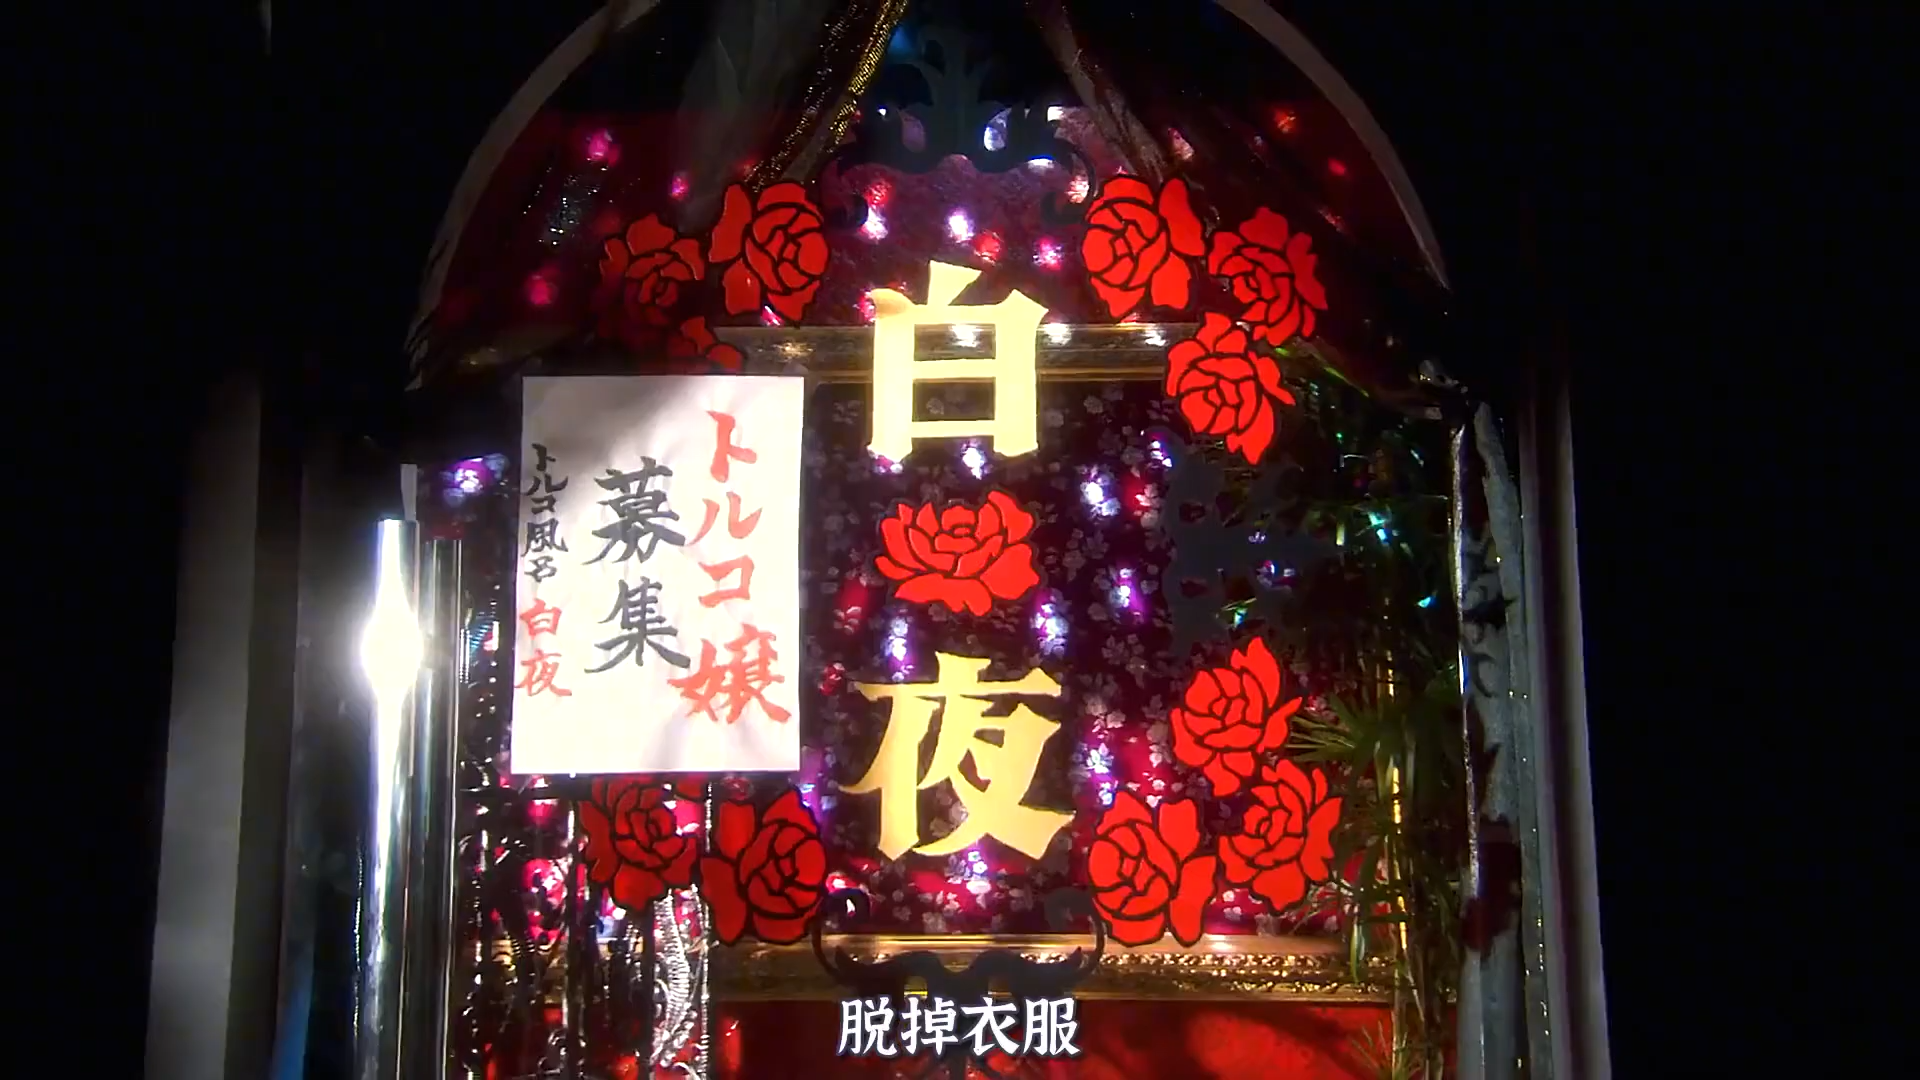 白夜
トルコ嬢
募集
トルコ風呂 白夜
脱掉衣服